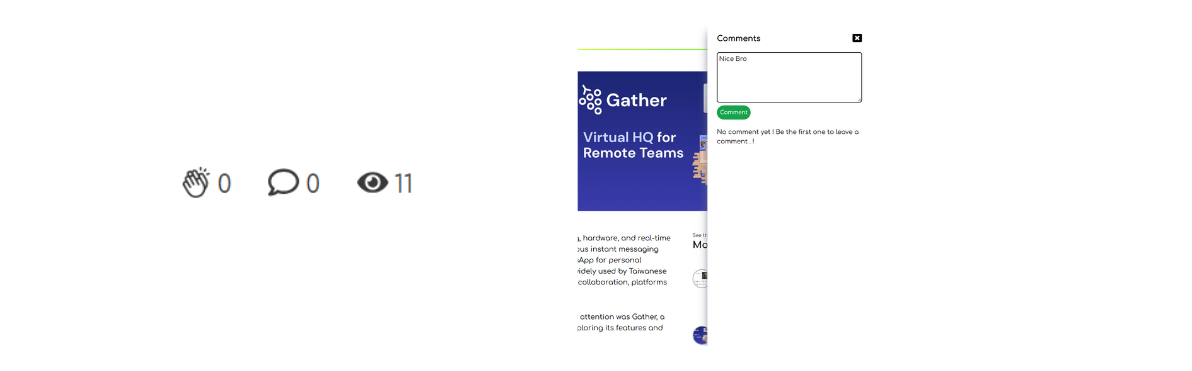 0
0
11
Gather
Virtual HQ for
Remote Teams
, hardware, and real-time
ous instant messaging
sApp for personal
widely used by Taiwanese
collaboration, platforms
attention was Gather, a
ploring its features and
See th
Mo
Comments
Nice Bro
Comment
No comment yet ! Be the first one to leave a
comment . !